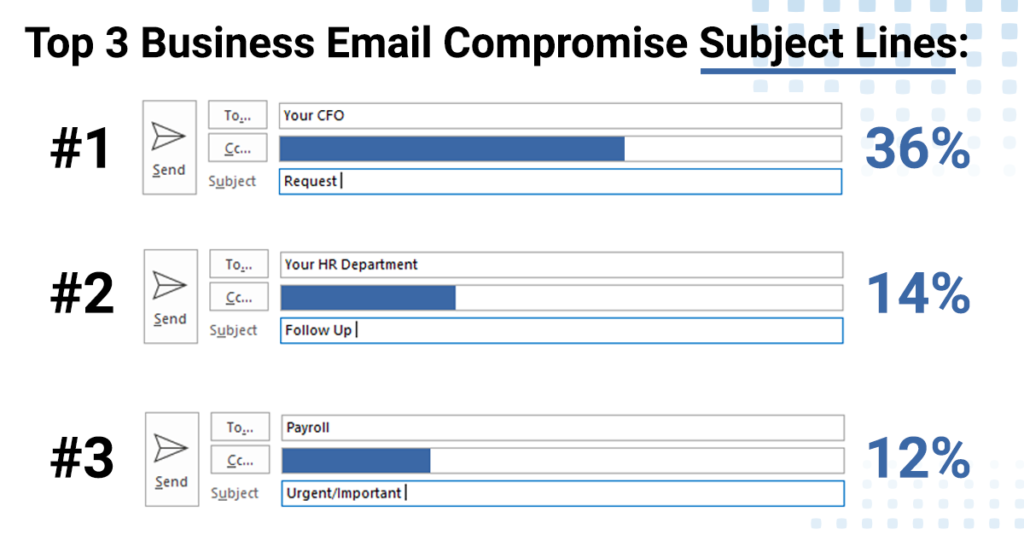 Top 3 Business Email Compromise Subject Lines:
#1
Send
To...
Your CFO
Cc...
Subject
Request
36%
#2
Send
To...
Your HR Department
Cc...
Subject
Follow Up
14%
#3
Send
To...
Payroll
Cc...
Subject
Urgent/Important
12%